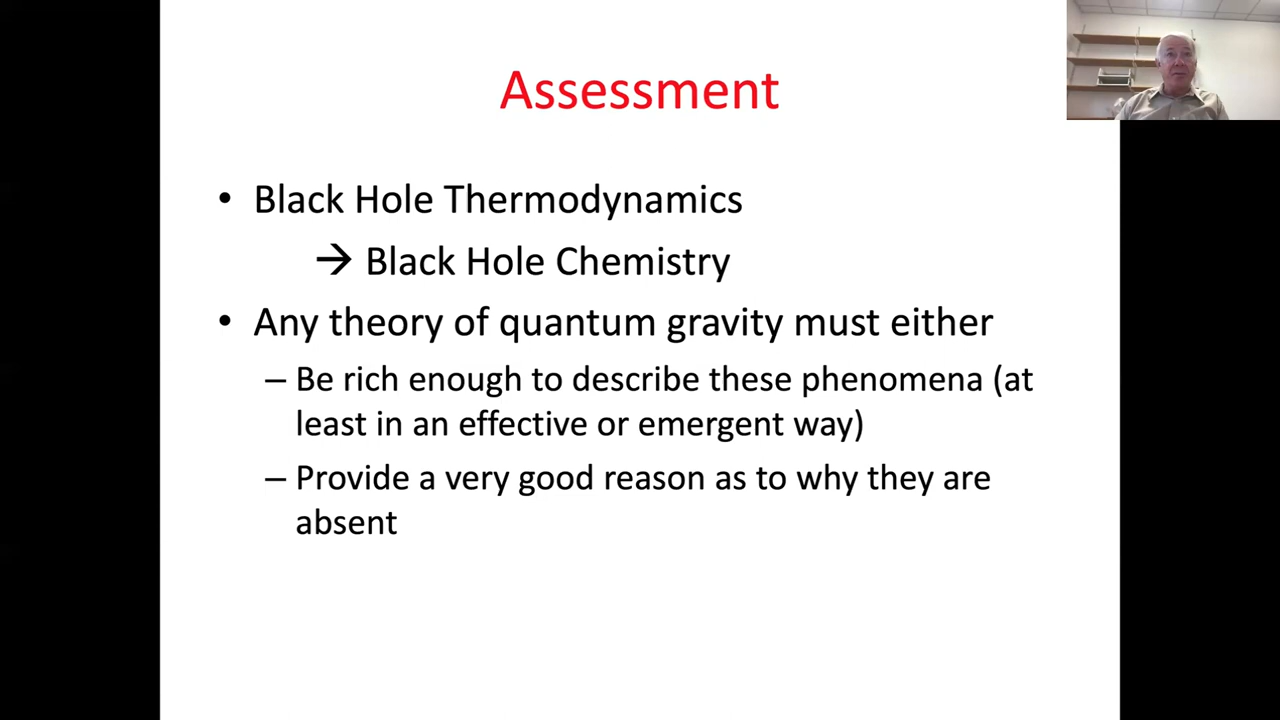 Assessment
• Black Hole Thermodynamics
→ Black Hole Chemistry
• Any theory of quantum gravity must either
– Be rich enough to describe these phenomena (at
least in an effective or emergent way)
– Provide a very good reason as to why they are
absent